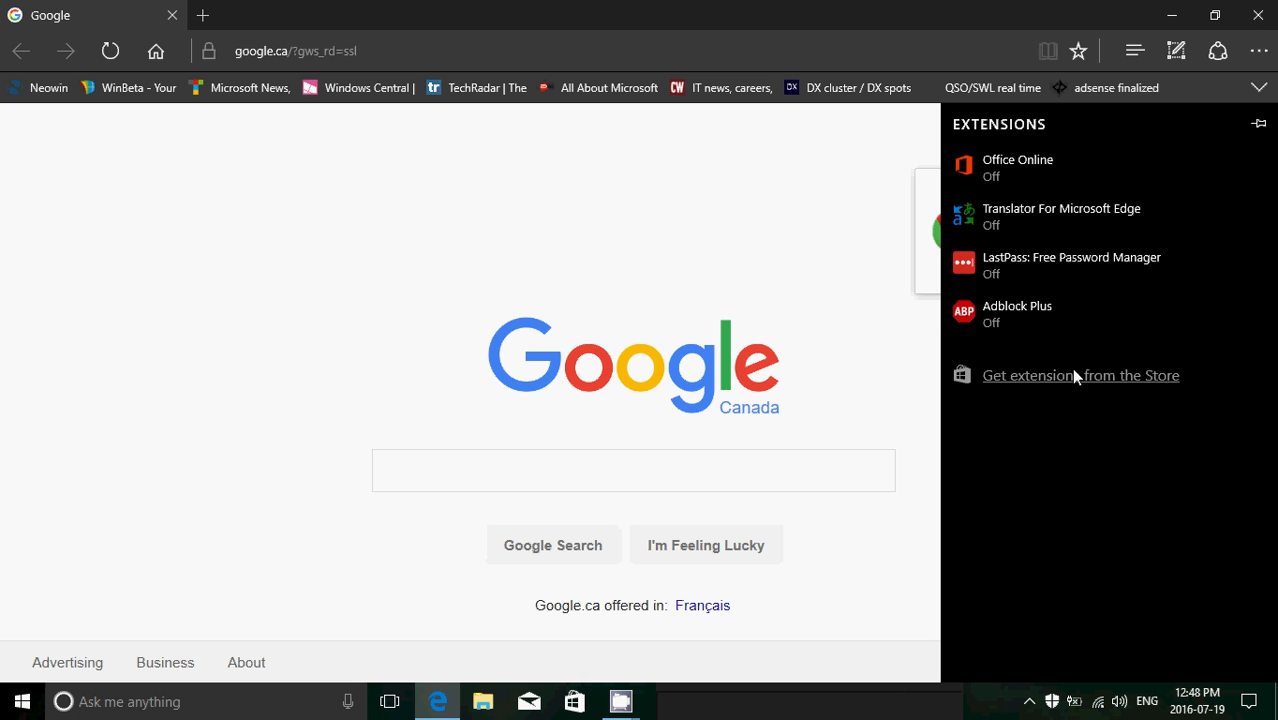 Google
google.ca/?gws_rd=ssl
Neowin
WinBeta - Your
Microsoft News,
Windows Central |
tr TechRadar | The
All About Microsoft
CW IT news, careers,
DX DX cluster / DX spots
QSO/SWL real time
adsense finalized
EXTENSIONS
Office Online
Off
Translator For Microsoft Edge
Off
LastPass: Free Password Manager
Off
ABP Adblock Plus
Off
Get extensions from the Store
Google
Canada
Google Search
I'm Feeling Lucky
Google.ca offered in: Français
Advertising
Business
About
Ask me anything
ENG
12:48 PM
2016-07-19